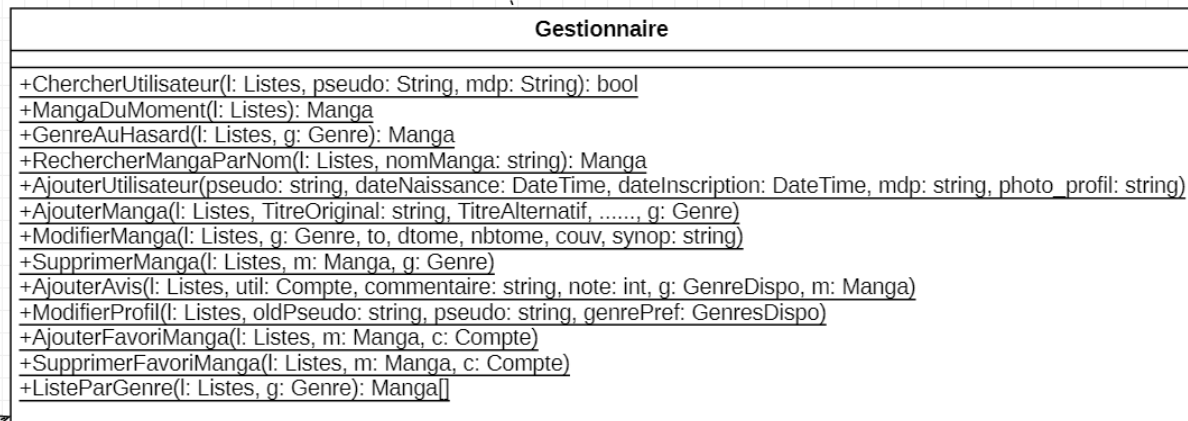 Gestionnaire
+ChercherUtilisateur(l: Listes, pseudo: String, mdp: String): bool
+MangaDuMoment(l: Listes): Manga
+GenreAuHasard(l: Listes, g: Genre): Manga
+RechercherMangaParNom(l: Listes, nomManga: string): Manga
+AjouterUtilisateur(pseudo: string, dateNaissance: DateTime, dateInscription: DateTime, mdp: string, photo_profil: string)
+AjouterManga(l: Listes, TitreOriginal: string, TitreAlternatif, ......, g: Genre)
+ModifierManga(l: Listes, g: Genre, to, dtome, nbtome, couv, synop: string)
+SupprimerManga(l: Listes, m: Manga, g: Genre)
+AjouterAvis(l: Listes, util: Compte, commentaire: string, note: int, g: GenreDispo, m: Manga)
+ModifierProfil(l: Listes, oldPseudo: string, pseudo: string, genrePref: GenresDispo)
+AjouterFavoriManga(l: Listes, m: Manga, c: Compte)
+SupprimerFavoriManga(l: Listes, m: Manga, c: Compte)
+ListeParGenre(l: Listes, g: Genre): Manga[]